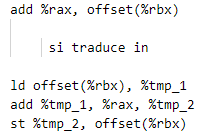 add %rax, offset(%rbx)
si traduce in
ld offset(%rbx), %tmp_1
add %tmp_1, %rax, %tmp_2
st %tmp_2, offset(%rbx)